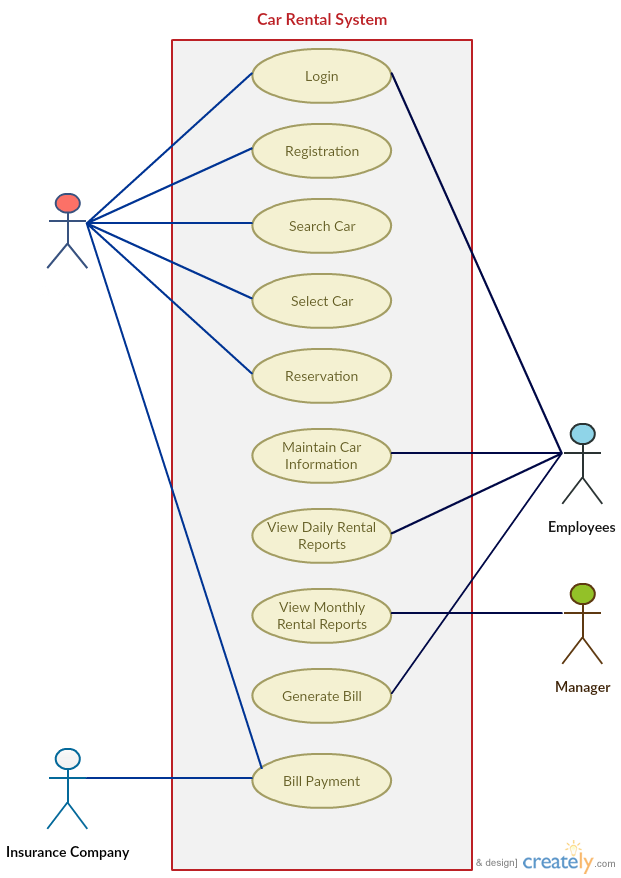 Car Rental System
Login
Registration
Search Car
Select Car
Reservation
Maintain Car
Information
View Daily Rental
Reports
Employees
View Monthly
Rental Reports
Manager
Generate Bill
Bill Payment
Insurance Company
& design] creately.com